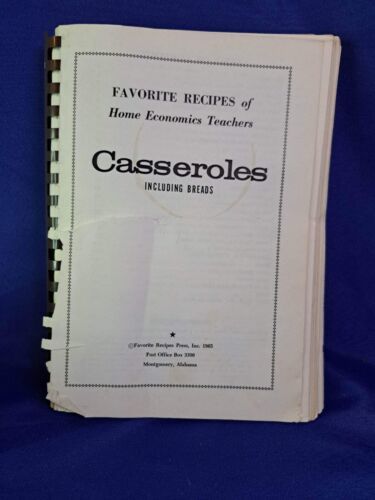 FAVORITE RECIPES of
Home Economics Teachers
Casseroles
INCLUDING BREADS
©Favorite Recipes Press, Inc. 1965
Post Office Box 3396
Montgomery, Alabama